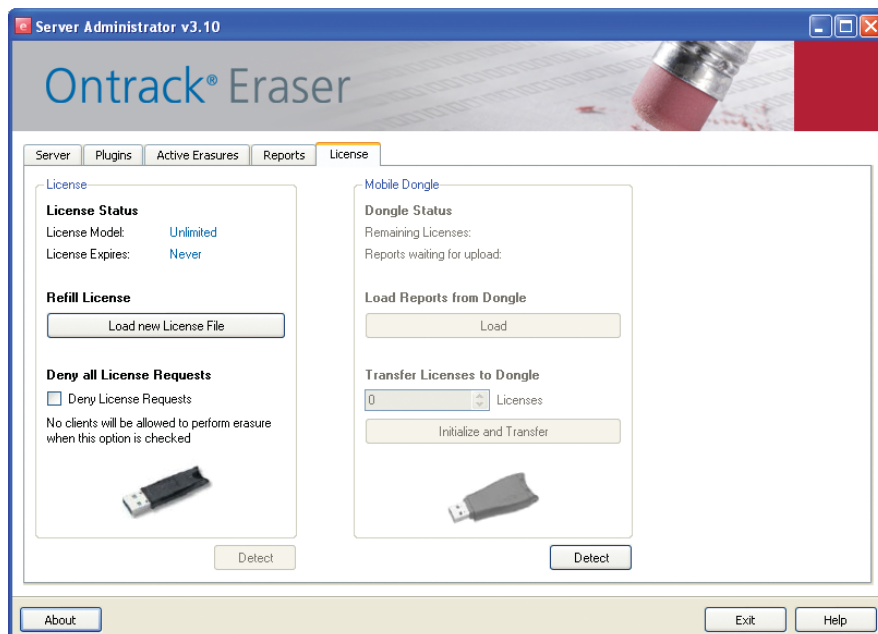 Server Administrator v3.10
Ontrack® Eraser
Server Plugins Active Erasures Reports License
License
License Status
License Model: Unlimited
License Expires: Never
Refill License
Load new License File
Deny all License Requests
Deny License Requests
No clients will be allowed to perform erasure
when this option is checked
Detect
Mobile Dongle
Dongle Status
Remaining Licenses:
Reports waiting for upload:
Load Reports from Dongle
Load
Transfer Licenses to Dongle
0 Licenses
Initialize and Transfer
Detect
About Exit Help